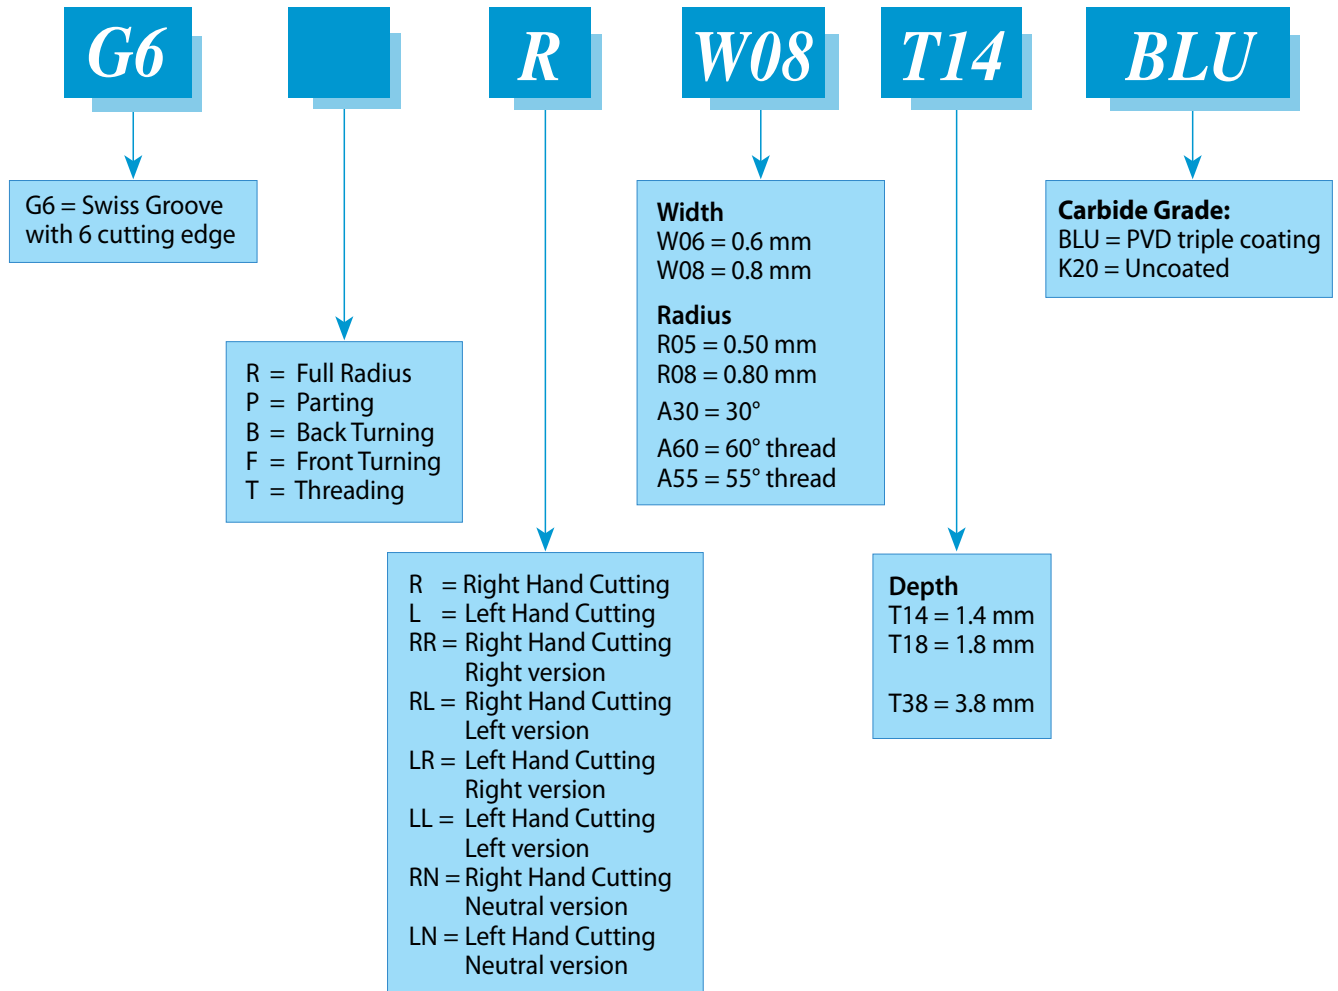 G6 R W08 T14 BLU
G6 = Swiss Groove
with 6 cutting edge
R = Full Radius
P = Parting
B = Back Turning
F = Front Turning
T = Threading
R = Right Hand Cutting
L = Left Hand Cutting
RR = Right Hand Cutting
Right version
RL = Right Hand Cutting
Left version
LR = Left Hand Cutting
Right version
LL = Left Hand Cutting
Left version
RN = Right Hand Cutting
Neutral version
LN = Left Hand Cutting
Neutral version
Width
W06 = 0.6 mm
W08 = 0.8 mm
Radius
R05 = 0.50 mm
R08 = 0.80 mm
A30 = 30°
A60 = 60° thread
A55 = 55° thread
Depth
T14 = 1.4 mm
T18 = 1.8 mm
T38 = 3.8 mm
Carbide Grade:
BLU = PVD triple coating
K20 = Uncoated